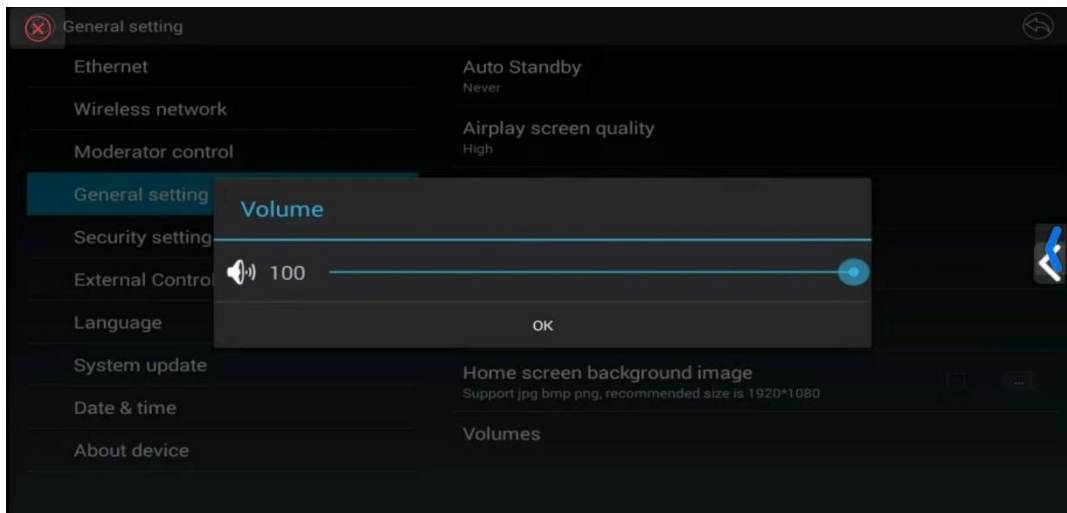 General setting
Ethernet
Wireless network
Moderator control
General setting
Security setting
External Control
Language
System update
Date & time
About device
Auto Standby
Never
Airplay screen quality
High
Volume
100
OK
Home screen background image
Support jpg bmp png, recommended size is 1920*1080
...
Volumes